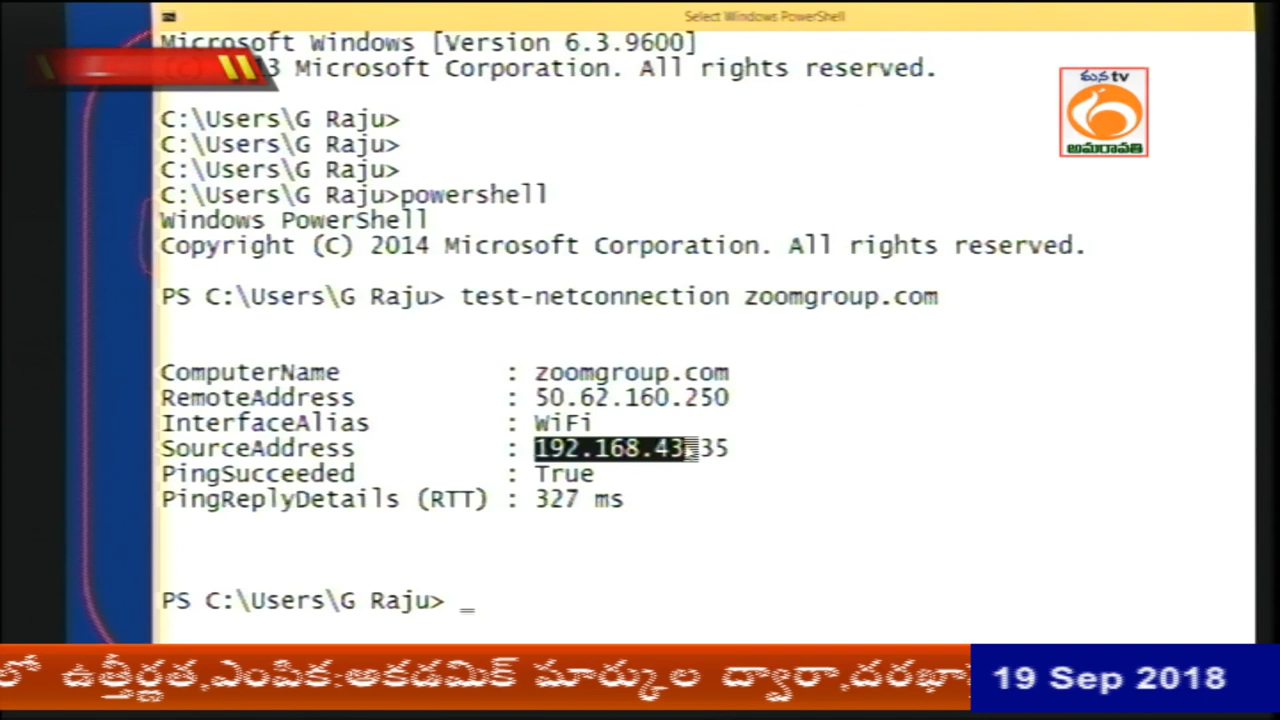 Select Windows PowerShell
Microsoft Windows [Version 6.3.9600]
Microsoft Corporation. All rights reserved.
మన tv
అమరావతి
C:\Users\G Raju>
C:\Users\G Raju>
C:\Users\G Raju>
C:\Users\G Raju>powershell
Windows PowerShell
Copyright (C) 2014 Microsoft Corporation. All rights reserved.
PS C:\Users\G Raju> test-netconnection zoomgroup.com
ComputerName : zoomgroup.com
RemoteAddress : 50.62.160.250
InterfaceAlias : WiFi
SourceAddress : 192.168.43.35
PingSucceeded : True
PingReplyDetails (RTT) : 327 ms
PS C:\Users\G Raju> _
లో ఉత్తీర్ణత,ఎంపిక:అకడమిక్ మార్కుల ద్వారా,దరఖా
19 Sep 2018